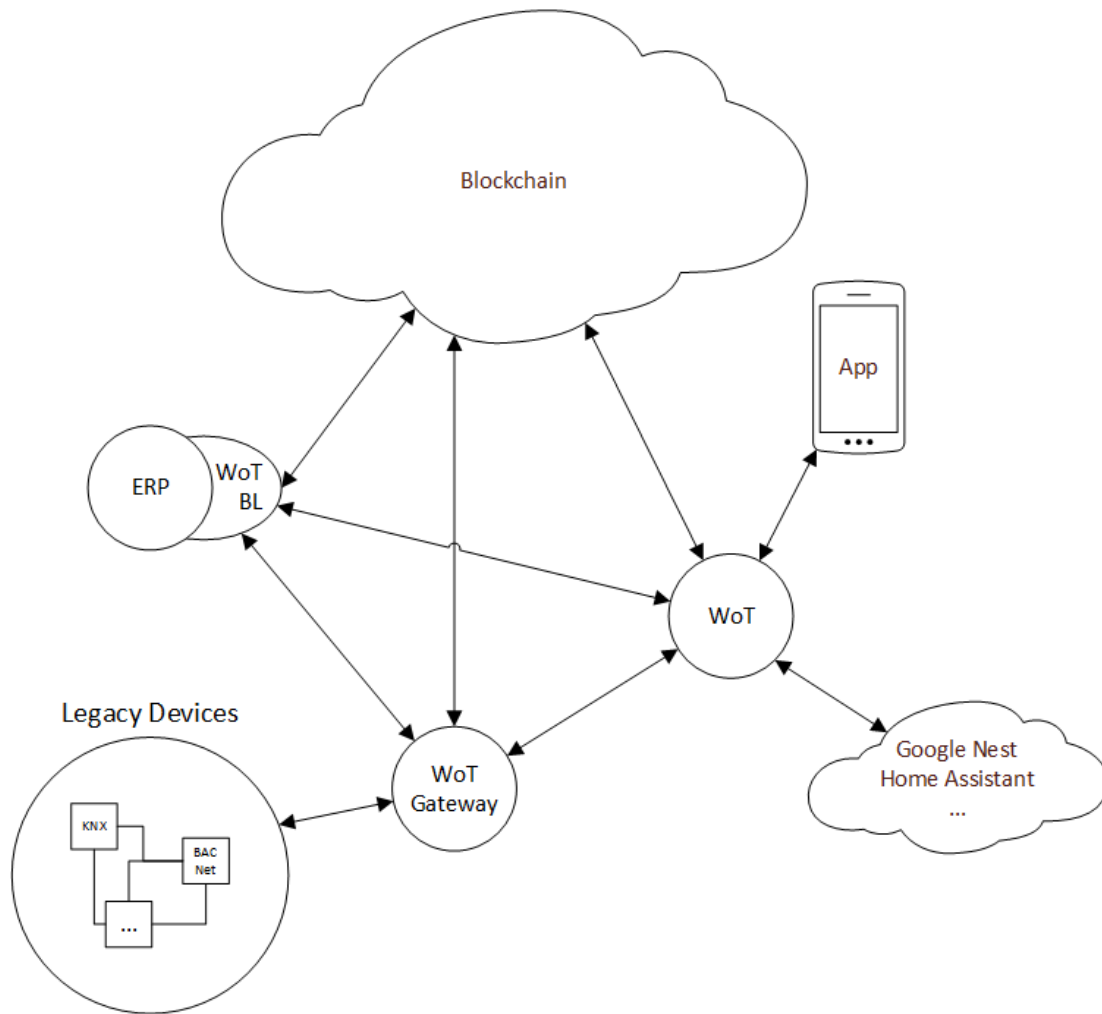 Blockchain
App
ERP
WoT
BL
WoT
Legacy Devices
WoT
Gateway
Google Nest
Home Assistant
...
KNX
BAC
Net
...